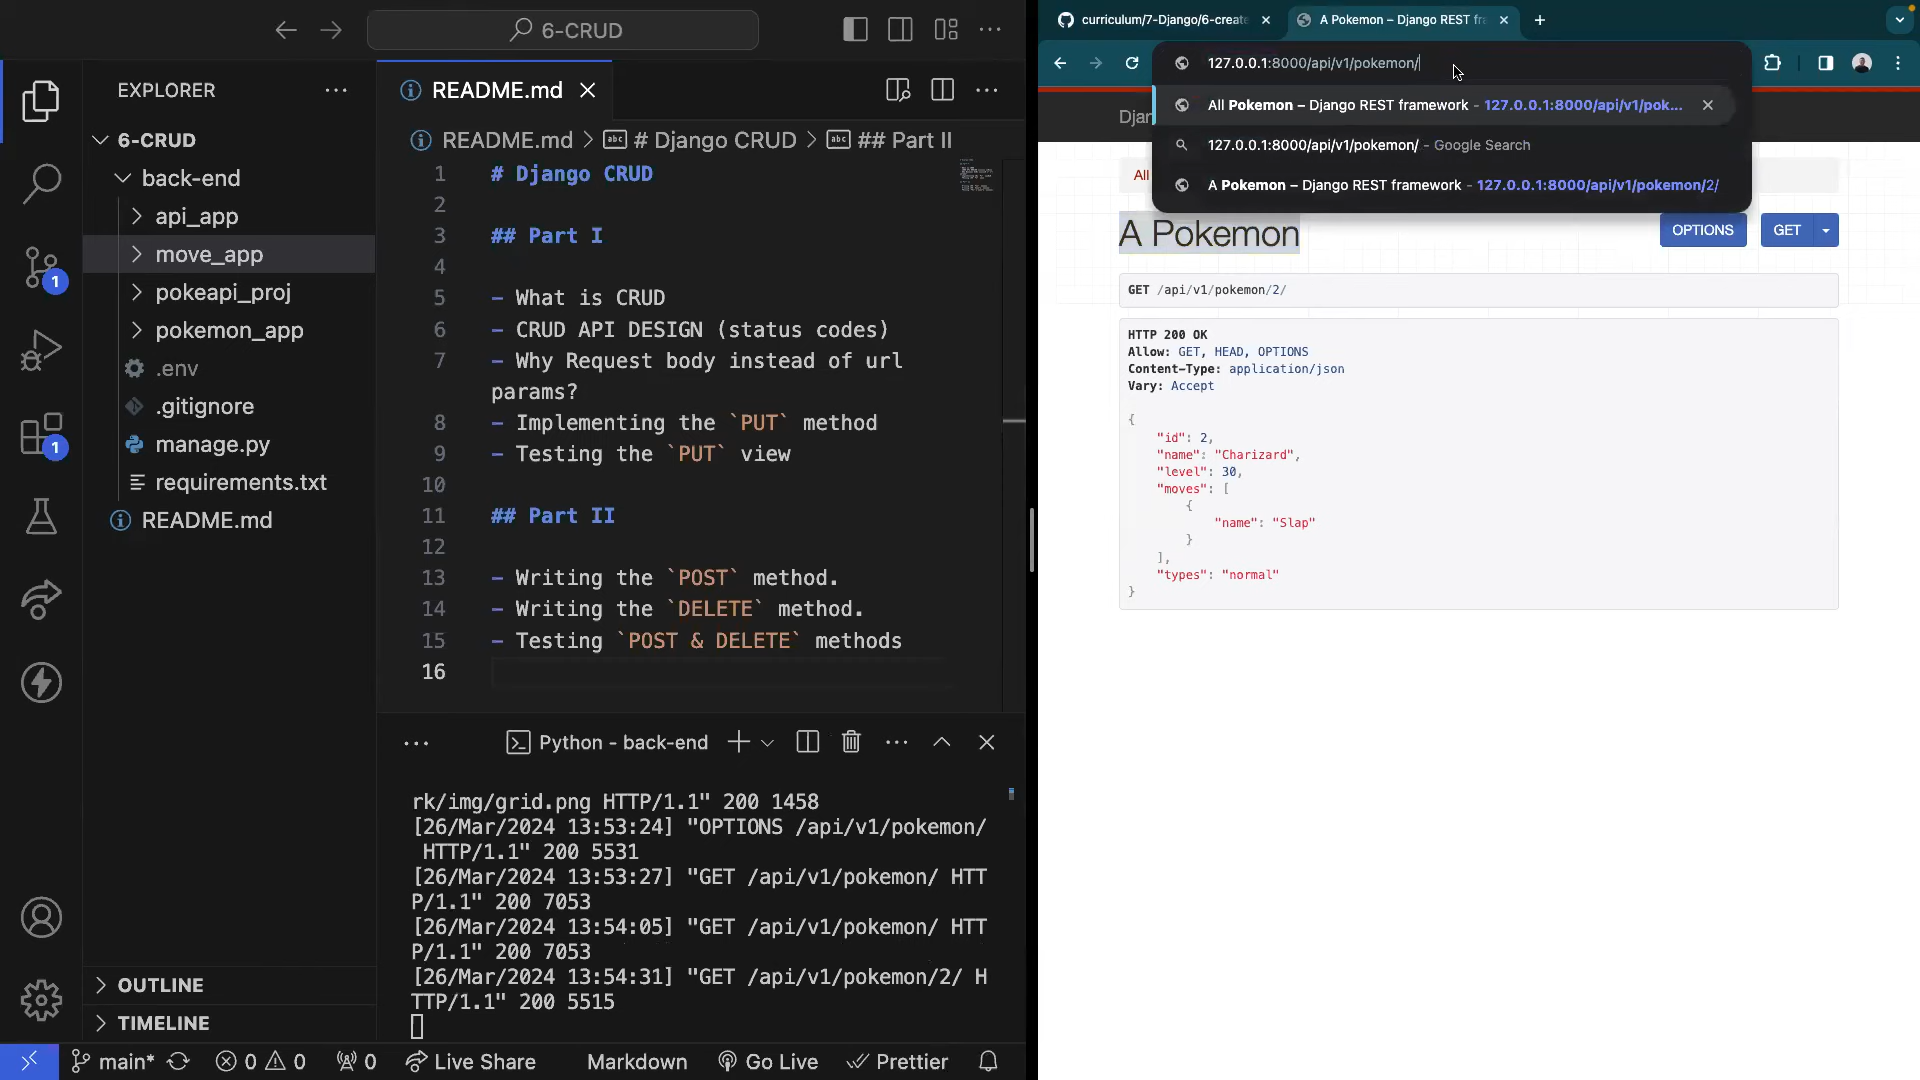 6-CRUD
EXPLORER
6-CRUD
back-end
api_app
move_app
pokeapi_proj
pokemon_app
.env
.gitignore
manage.py
requirements.txt
README.md
OUTLINE
TIMELINE
1
1
README.md
README.md > # Django CRUD > ## Part II
1 # Django CRUD
2
3 ## Part I
4
5 - What is CRUD
6 - CRUD API DESIGN (status codes)
7 - Why Request body instead of url
params?
8 - Implementing the `PUT` method
9 - Testing the `PUT` view
10
11 ## Part II
12
13 - Writing the `POST` method.
14 - Writing the `DELETE` method.
15 - Testing `POST & DELETE` methods
16
Python - back-end
rk/img/grid.png HTTP/1.1" 200 1458
[26/Mar/2024 13:53:24] "OPTIONS /api/v1/pokemon/
HTTP/1.1" 200 5531
[26/Mar/2024 13:53:27] "GET /api/v1/pokemon/ HTT
P/1.1" 200 7053
[26/Mar/2024 13:54:05] "GET /api/v1/pokemon/ HTT
P/1.1" 200 7053
[26/Mar/2024 13:54:31] "GET /api/v1/pokemon/2/ H
TTP/1.1" 200 5515
main* 0 0 0 Live Share Markdown Go Live Prettier
curriculum/7-Django/6-create
A Pokemon – Django REST fra
127.0.0.1:8000/api/v1/pokemon/
All Pokemon – Django REST framework - 127.0.0.1:8000/api/v1/pok...
127.0.0.1:8000/api/v1/pokemon/ - Google Search
A Pokemon – Django REST framework - 127.0.0.1:8000/api/v1/pokemon/2/
Djan
All
A Pokemon
OPTIONS
GET
GET /api/v1/pokemon/2/
HTTP 200 OK
Allow: GET, HEAD, OPTIONS
Content-Type: application/json
Vary: Accept
{
"id": 2,
"name": "Charizard",
"level": 30,
"moves": [
{
"name": "Slap"
}
],
"types": "normal"
}